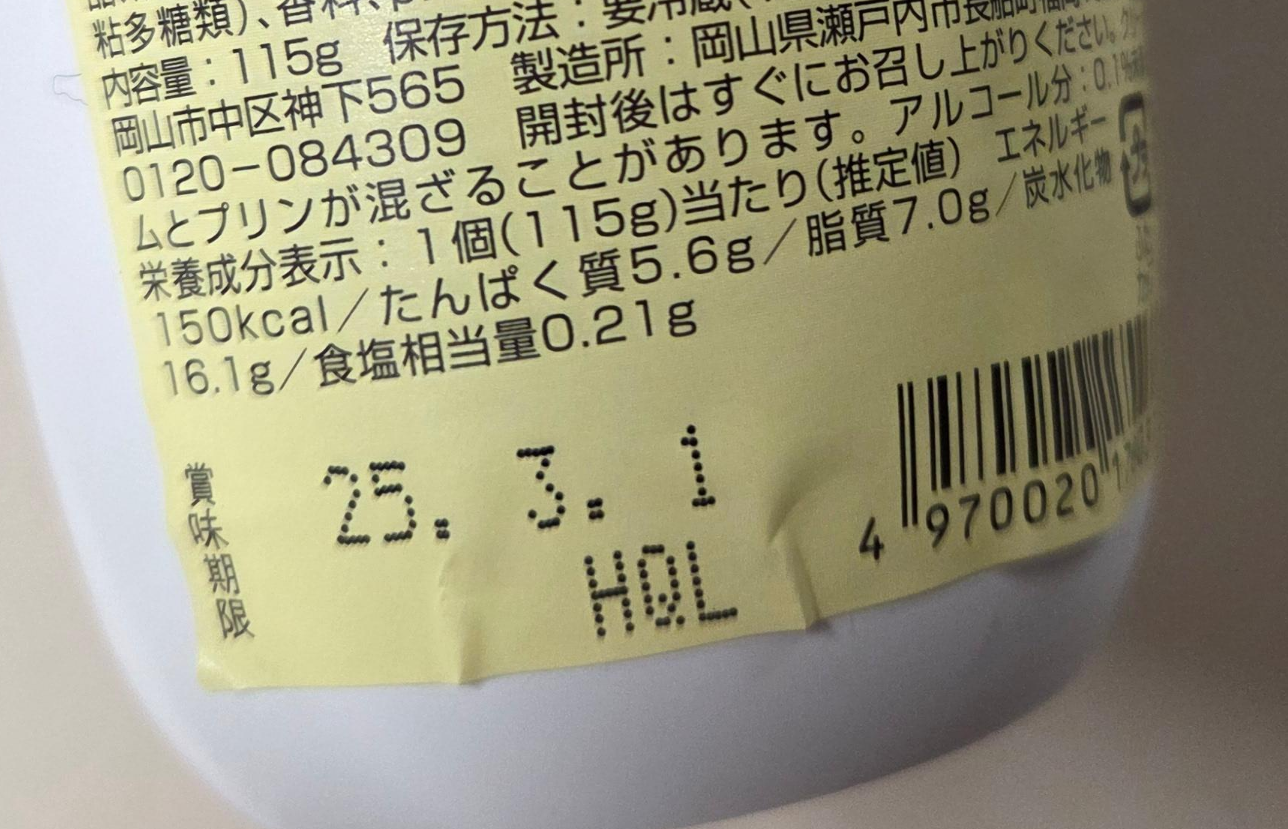 粘多糖類)、香料、
内容量：115g　保存方法：要冷蔵(
岡山市中区神下565　製造所：岡山県瀬戸内市長船町福岡
0120-084309　開封後はすぐにお召し上がりください。クリー
ムとプリンが混ざることがあります。アルコール分：0.1%
栄養成分表示：1個(115g)当たり(推定値)　エネルギー
150kcal／たんぱく質5.6g／脂質7.0g／炭水化物
16.1g／食塩相当量0.21g
賞味期限
25. 3. 1
HQL
4 970020